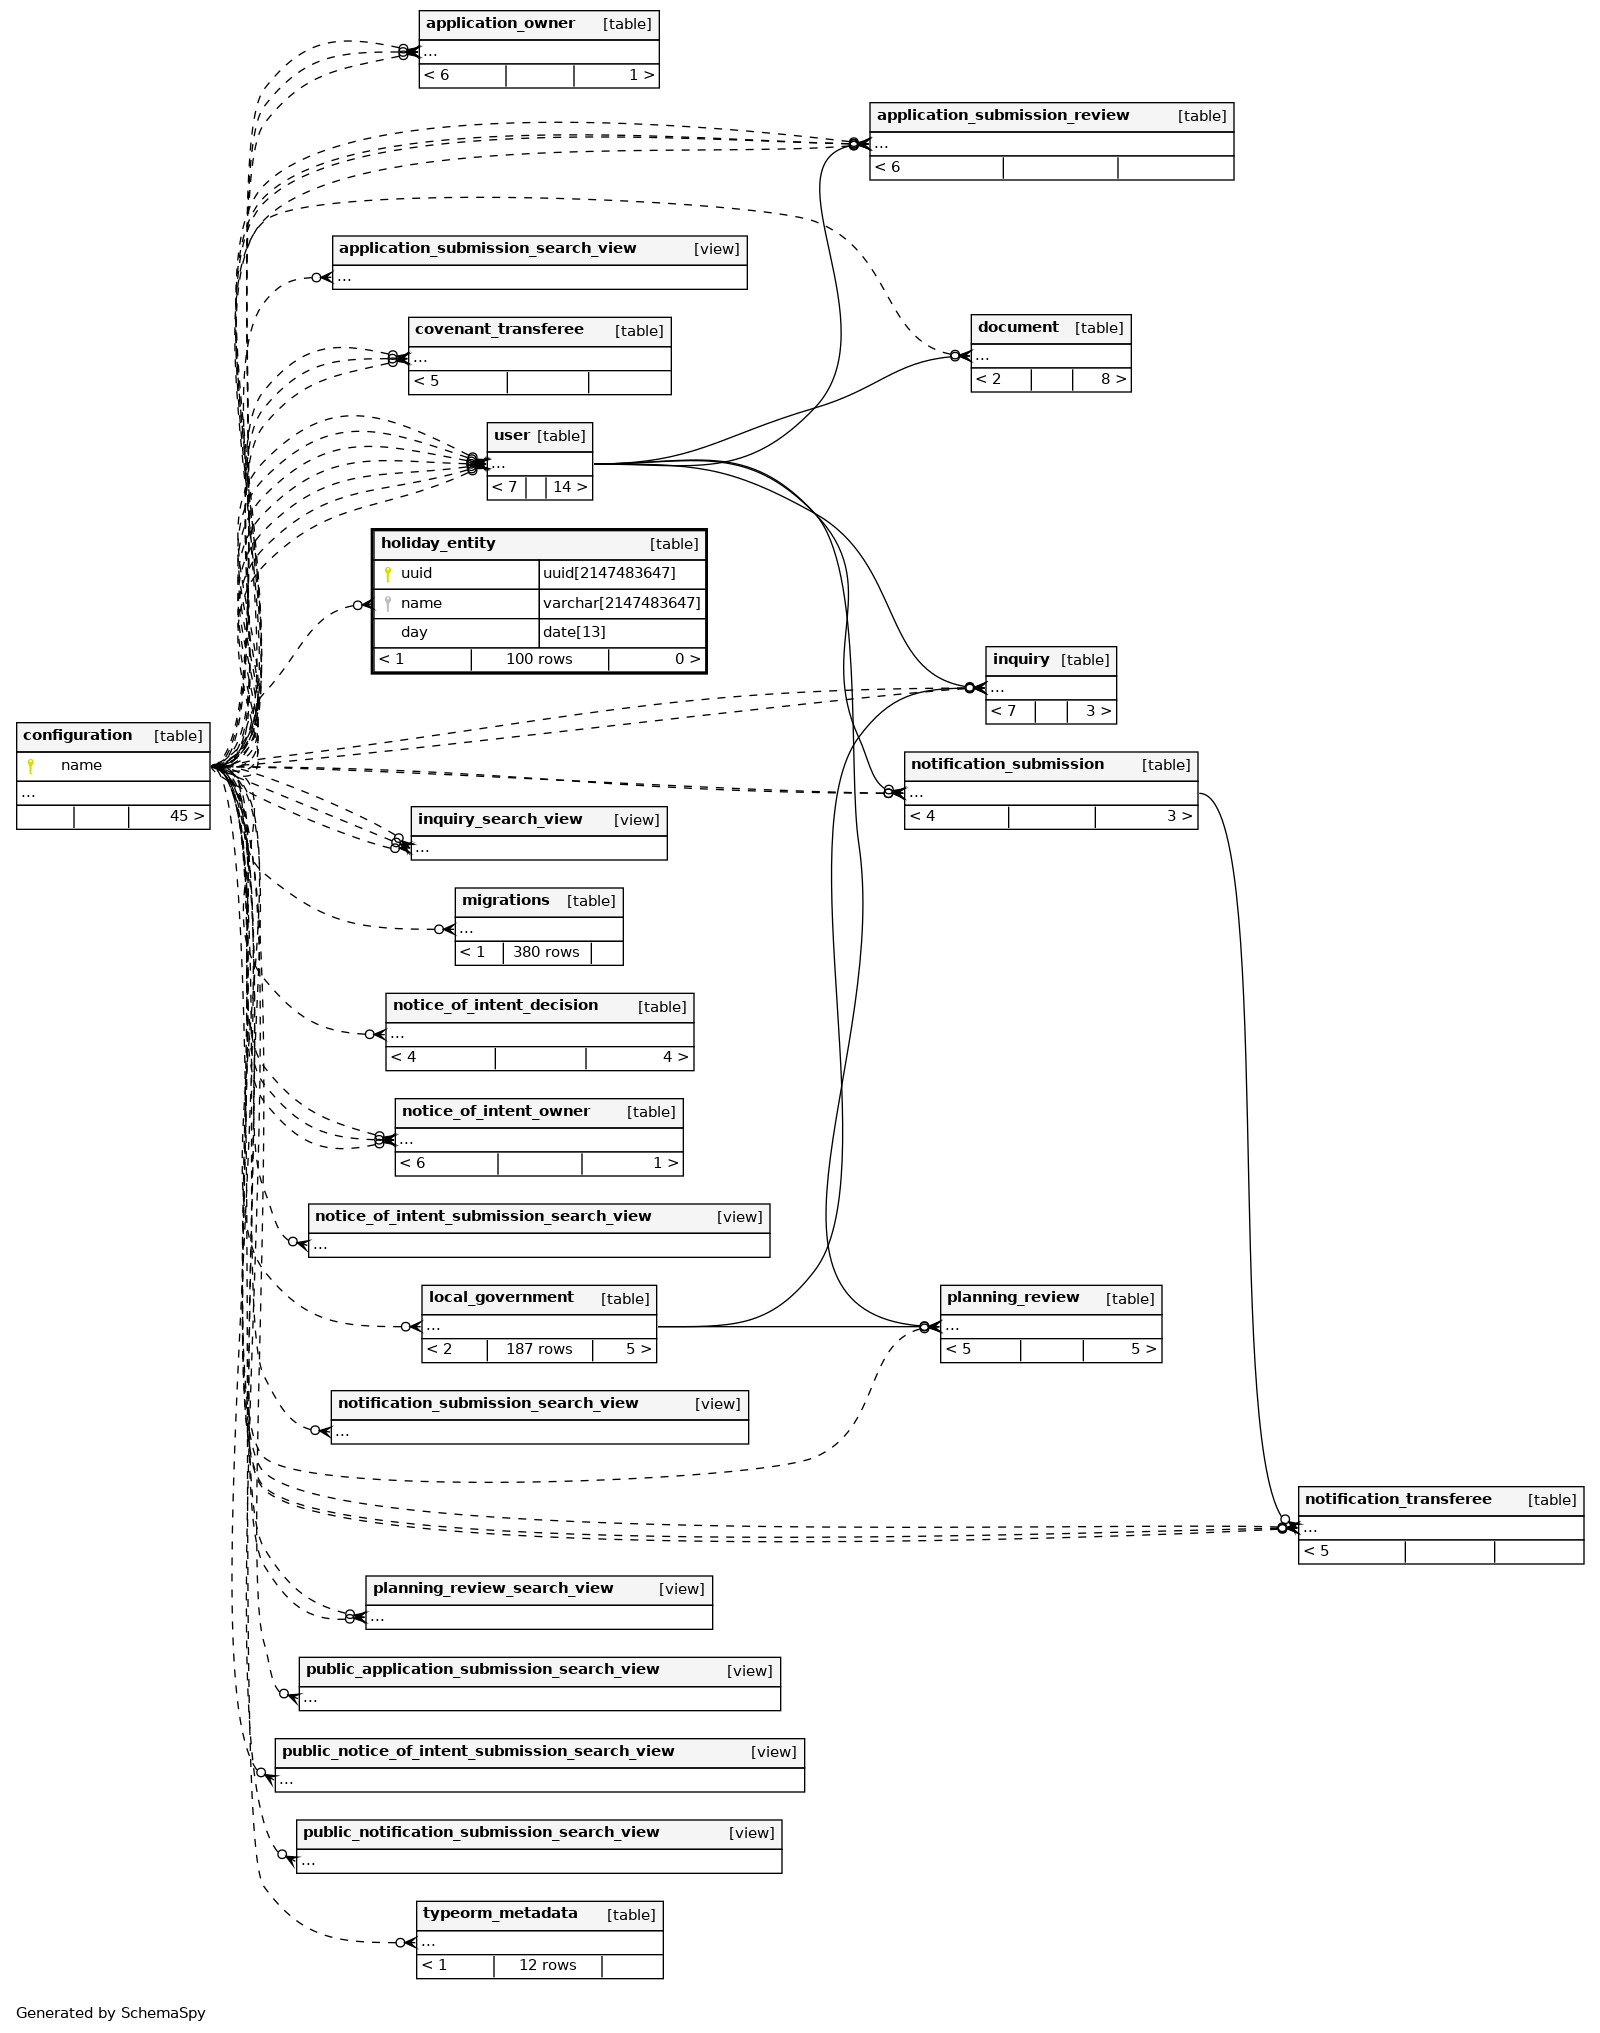 application_owner [table]
...
< 6 1 >
application_submission_review [table]
...
< 6
application_submission_search_view [view]
...
covenant_transferee [table]
...
< 5
document [table]
...
< 2 8 >
user [table]
...
< 7 14 >
holiday_entity [table]
uuid uuid[2147483647]
name varchar[2147483647]
day date[13]
< 1 100 rows 0 >
inquiry [table]
...
< 7 3 >
configuration [table]
name
...
45 >
notification_submission [table]
...
< 4 3 >
inquiry_search_view [view]
...
migrations [table]
...
< 1 380 rows
notice_of_intent_decision [table]
...
< 4 4 >
notice_of_intent_owner [table]
...
< 6 1 >
notice_of_intent_submission_search_view [view]
...
local_government [table]
...
< 2 187 rows 5 >
planning_review [table]
...
< 5 5 >
notification_submission_search_view [view]
...
notification_transferee [table]
...
< 5
planning_review_search_view [view]
...
public_application_submission_search_view [view]
...
public_notice_of_intent_submission_search_view [view]
...
public_notification_submission_search_view [view]
...
typeorm_metadata [table]
...
< 1 12 rows
Generated by SchemaSpy